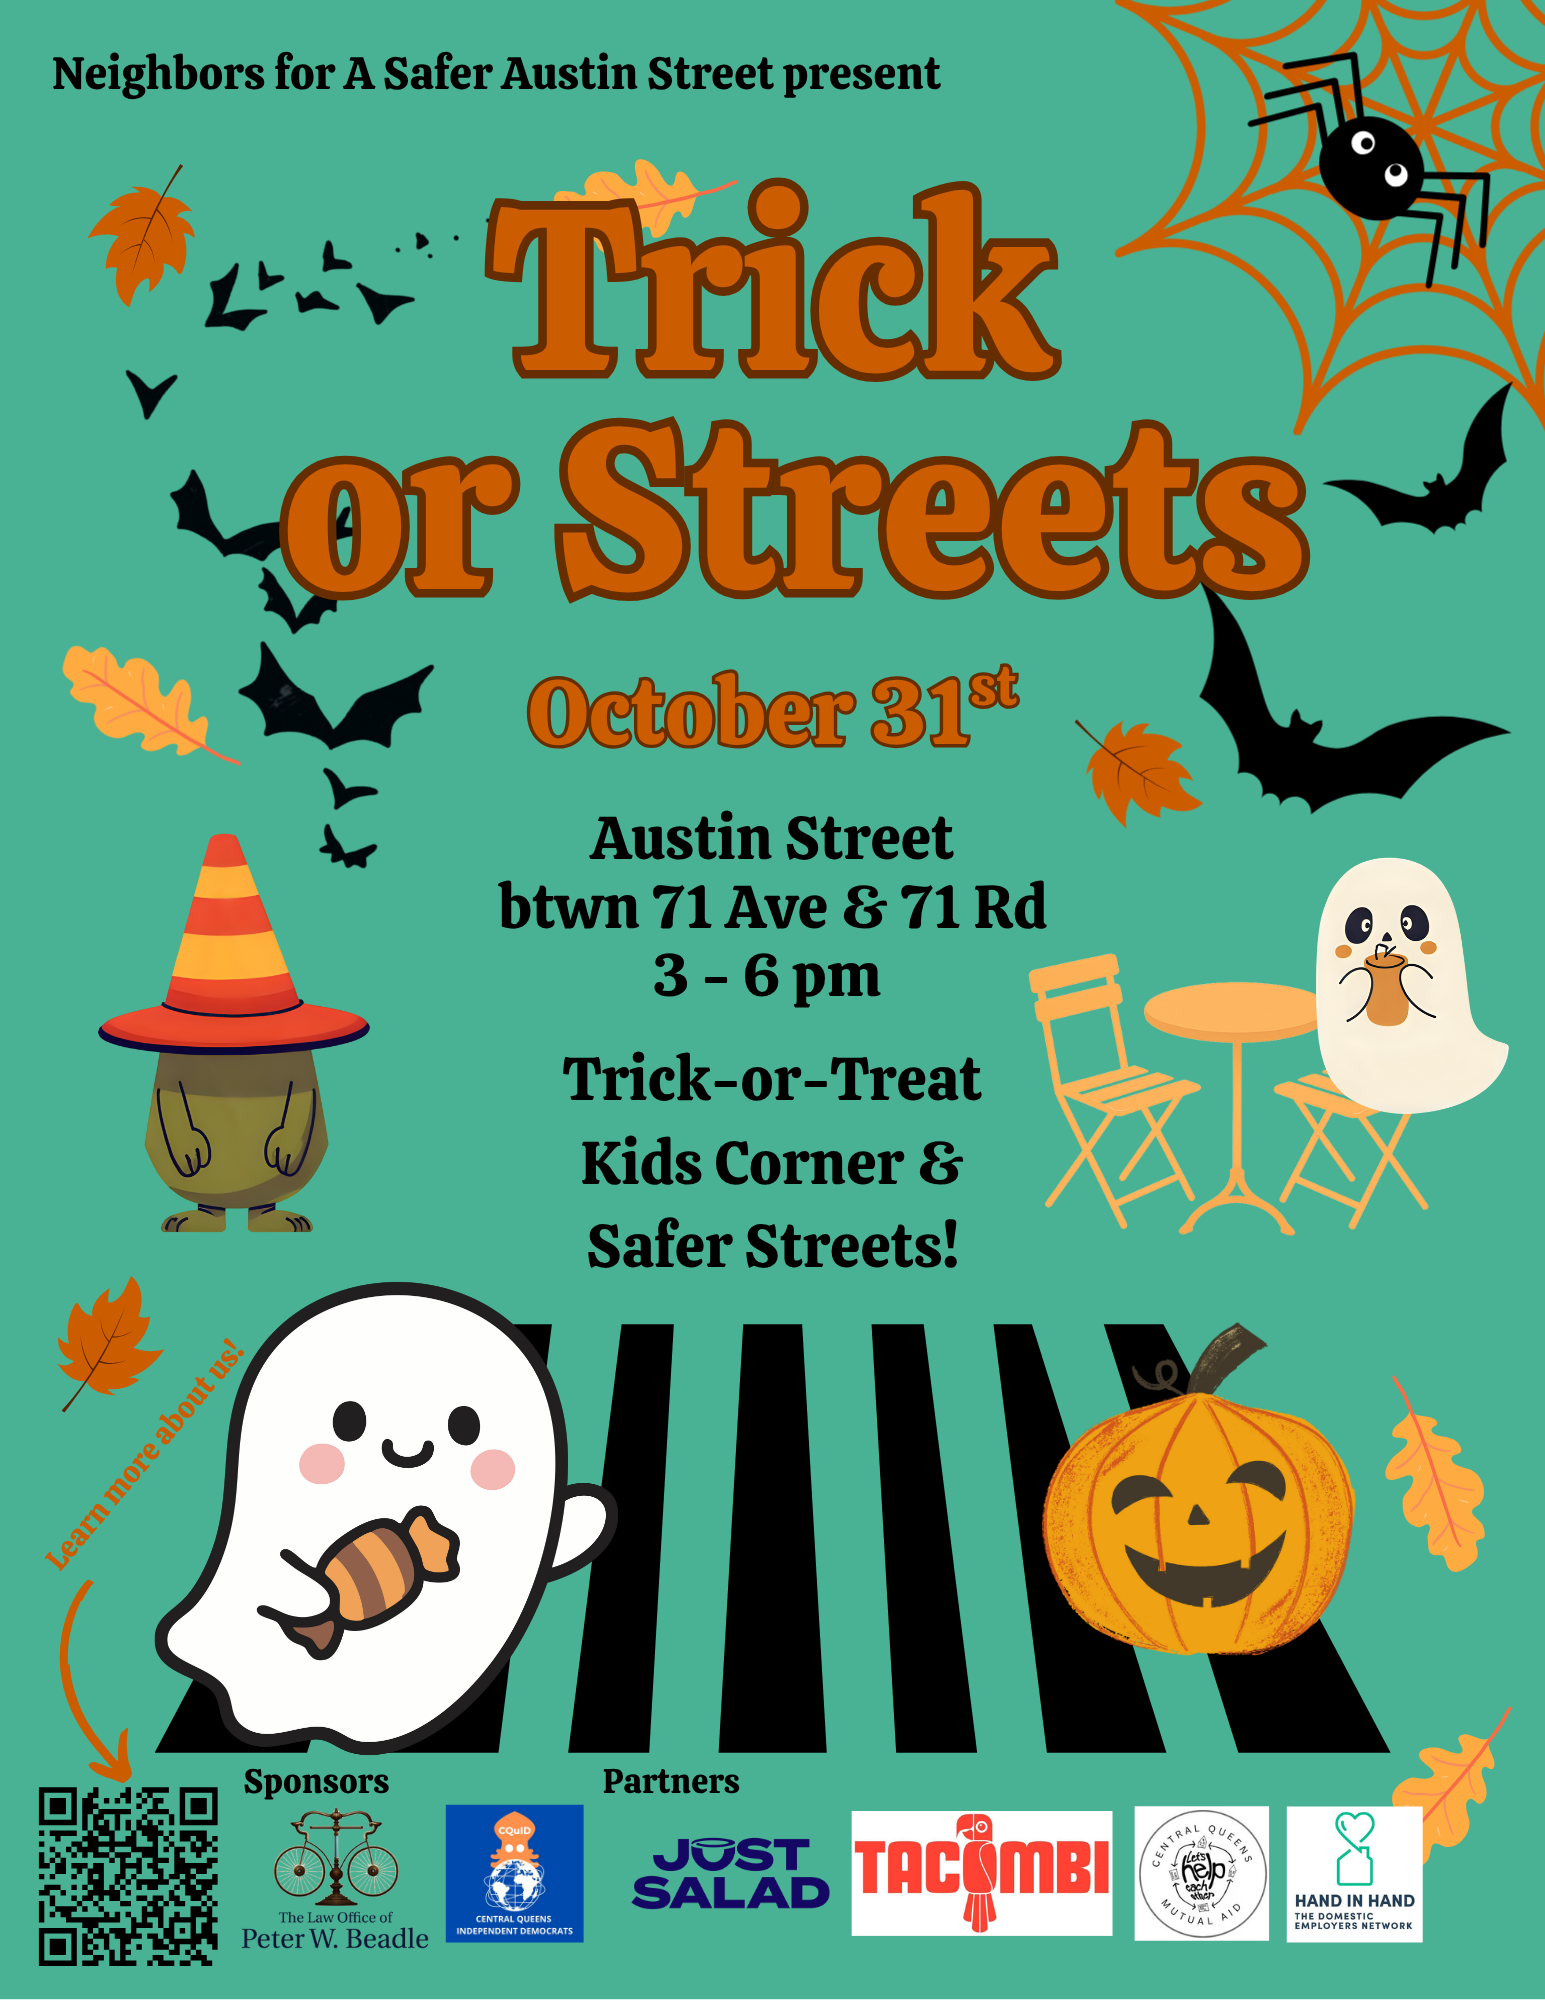 Neighbors for A Safer Austin Street present
Trick
or Streets
October 31st
Austin Street
btwn 71 Ave & 71 Rd
3 - 6 pm
Trick-or-Treat
Kids Corner &
Safer Streets!
Learn more about us!
Sponsors
The Law Office of
Peter W. Beadle
CQuID
CENTRAL QUEENS
INDEPENDENT DEMOCRATS
Partners
JUST
SALAD
TACOMBI
CENTRAL QUEENS
Let's
help
each
other
MUTUAL AID
HAND IN HAND
THE DOMESTIC
EMPLOYERS NETWORK